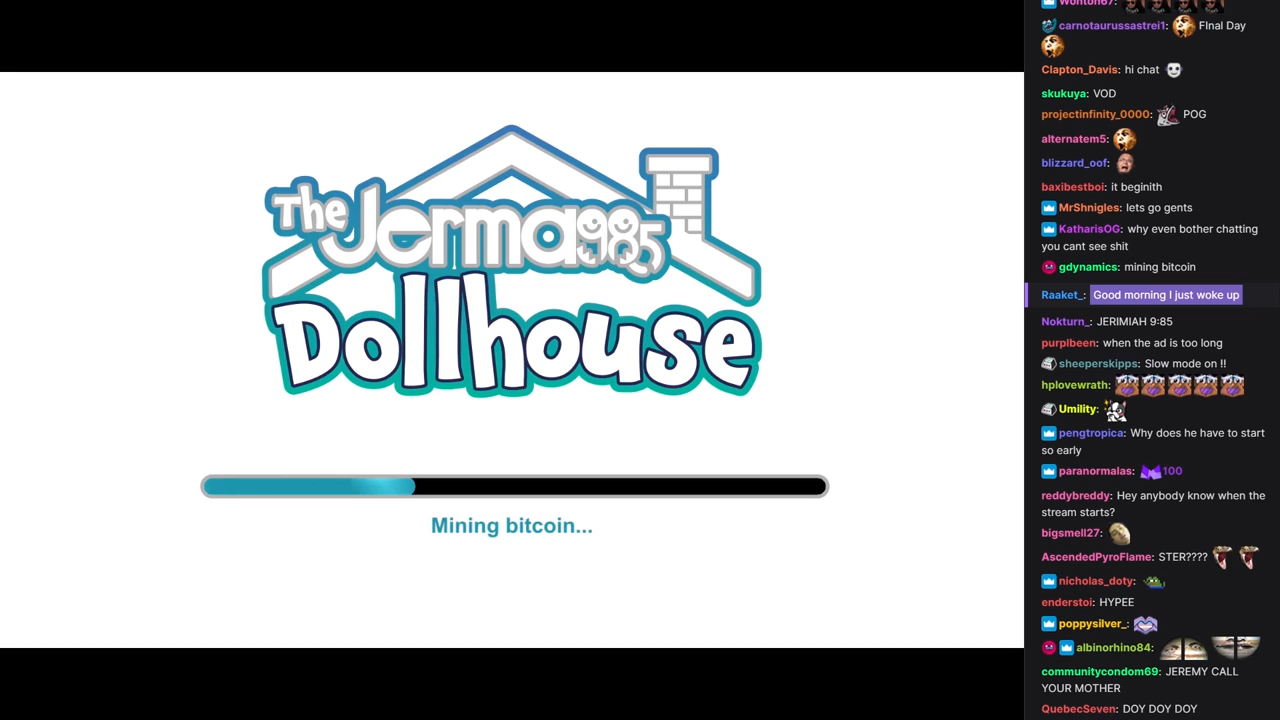 The Jerma985
Dollhouse
Mining bitcoin...
Wonton67:
carnotaurussastrei1: FInal Day
Clapton_Davis: hi chat
skukuya: VOD
projectinfinity_0000: POG
alternatem5:
blizzard_oof:
baxibestboi: it beginith
MrShnigles: lets go gents
KatharisOG: why even bother chatting
you cant see shit
gdynamics: mining bitcoin
Raaket_: Good morning I just woke up
Nokturn_: JERIMIAH 9:85
purplbeen: when the ad is too long
sheeperskipps: Slow mode on !!
hplovewrath:
Umility:
pengtropica: Why does he have to start
so early
paranormalas: 100
reddybreddy: Hey anybody know when the
stream starts?
bigsmell27:
AscendedPyroFlame: STER????
nicholas_doty:
enderstoi: HYPEE
poppysilver_:
albinorhino84:
communitycondom69: JEREMY CALL
YOUR MOTHER
QuebecSeven: DOY DOY DOY